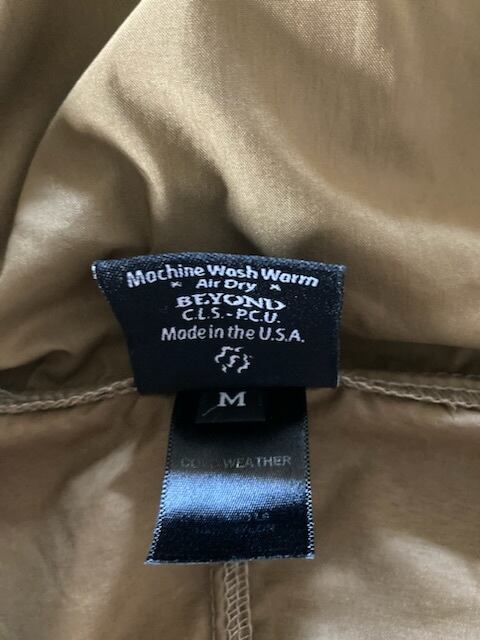 Machine Wash Warm
Air Dry
BEYOND
C.L.S.-P.C.U.
Made in the U.S.A.
M
COLD WEATHER